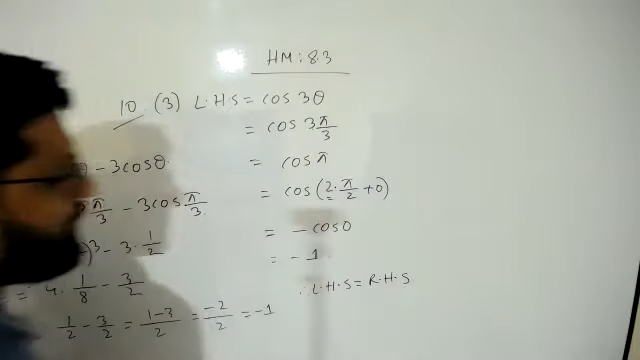 HM: 8.3
10. (3) L.H.S = cos 3θ
= cos 3π/3
= cos π
= cos (2·π/2 + 0)
= - cos 0
= - 1
∴ L.H.S = R.H.S
- 3cosθ
π/3 - 3cos π/3
)³ - 3·1/2
= 4·1/8 - 3/2
1/2 - 3/2 = 1-3/2 = -2/2 = -1